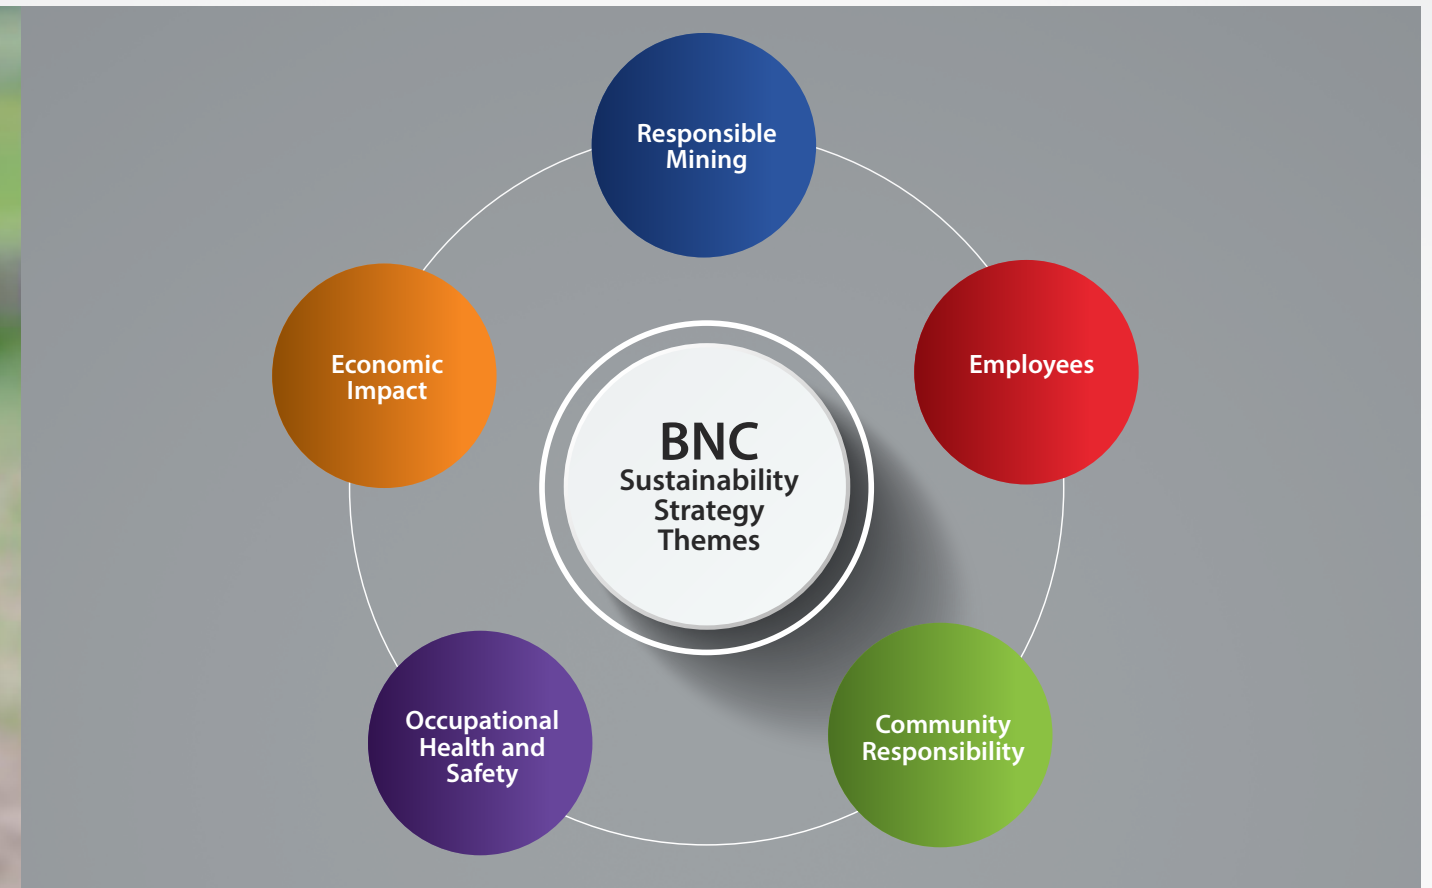 Responsible
Mining
Economic
Impact
Employees
BNC
Sustainability
Strategy
Themes
Occupational
Health and
Safety
Community
Responsibility